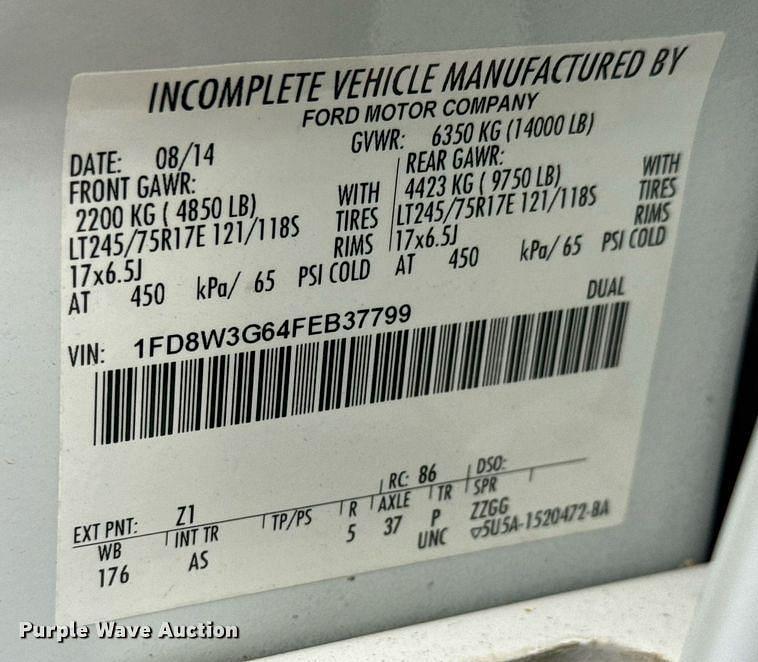 INCOMPLETE VEHICLE MANUFACTURED BY
FORD MOTOR COMPANY
DATE: 08/14
GVWR: 6350 KG (14000 LB)
FRONT GAWR:
2200 KG ( 4850 LB)
WITH
LT245/75R17E 121/118S
TIRES
17x6.5J
RIMS
AT 450 kPa/ 65 PSI COLD
REAR GAWR:
4423 KG ( 9750 LB)
WITH
LT245/75R17E 121/118S
TIRES
17x6.5J
RIMS
AT 450 kPa/ 65 PSI COLD
DUAL
VIN: 1FD8W3G64FEB37799
EXT PNT: Z1 RC: 86 DSO:
WB INT TR TP/PS R AXLE TR SPR
176 AS 5 37 P ZZGG
UNC ▽5U5A-1520472-BA
Purple Wave Auction